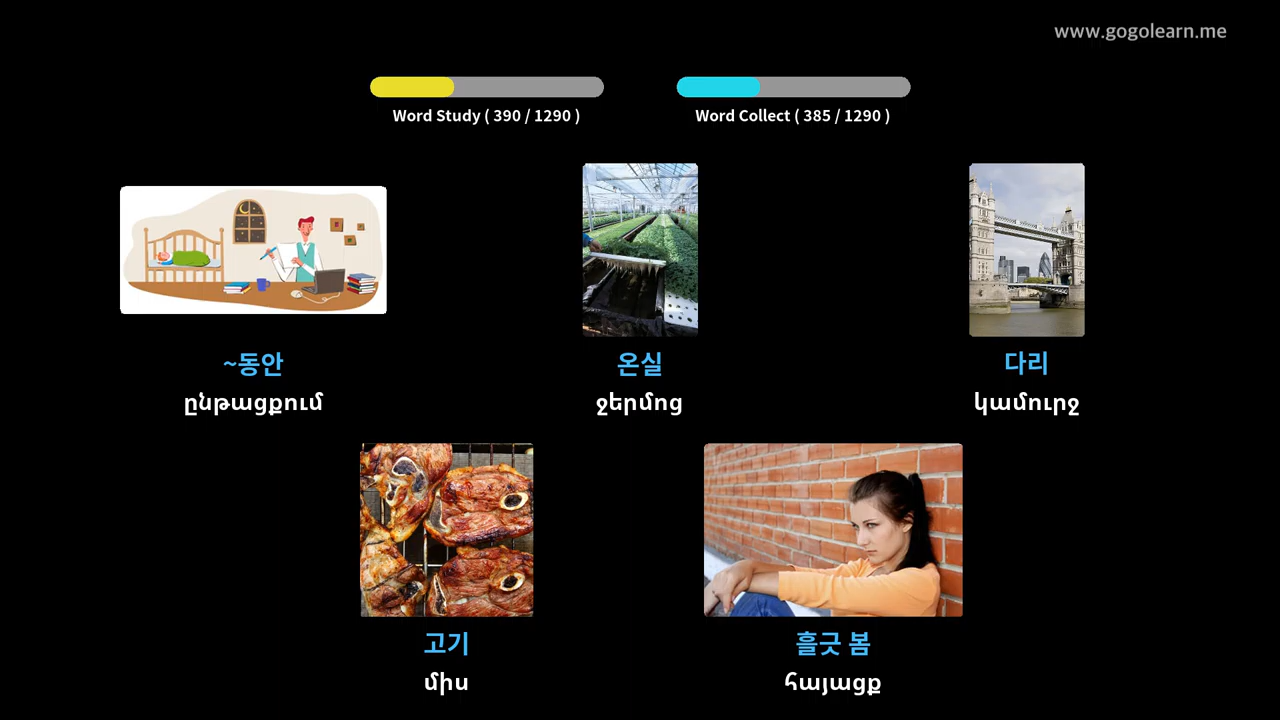 www.gogolearn.me
Word Study ( 390 / 1290 )
Word Collect ( 385 / 1290 )
~동안
ընթացքում
온실
ջերմոց
다리
կամուրջ
고기
միս
흘긋 봄
հայացք